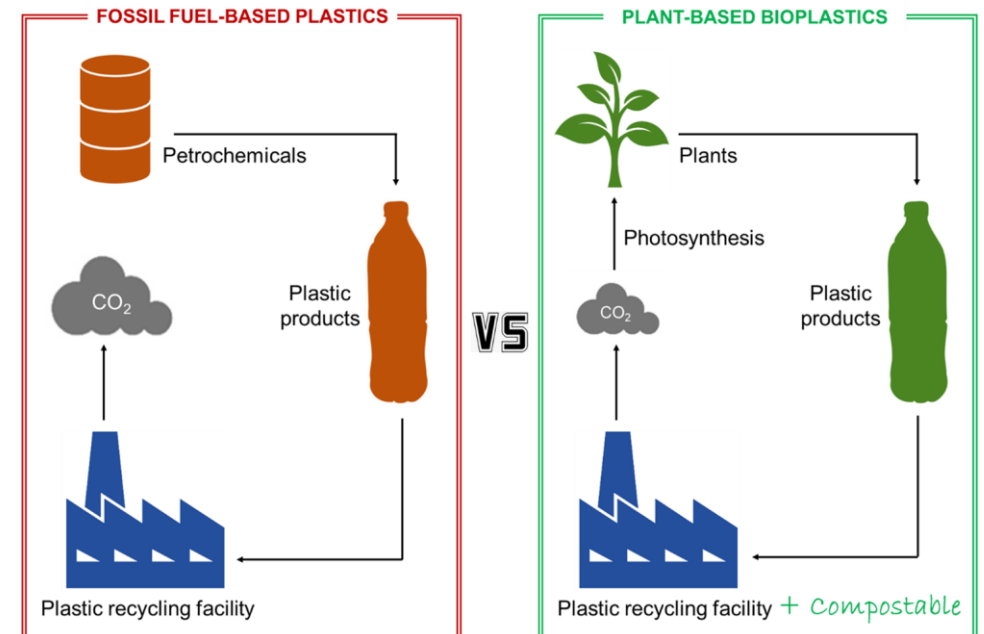 FOSSIL FUEL-BASED PLASTICS
Petrochemicals
Plastic
products
CO₂
Plastic recycling facility
VS
PLANT-BASED BIOPLASTICS
Plants
Photosynthesis
CO₂
Plastic
products
Plastic recycling facility + Compostable